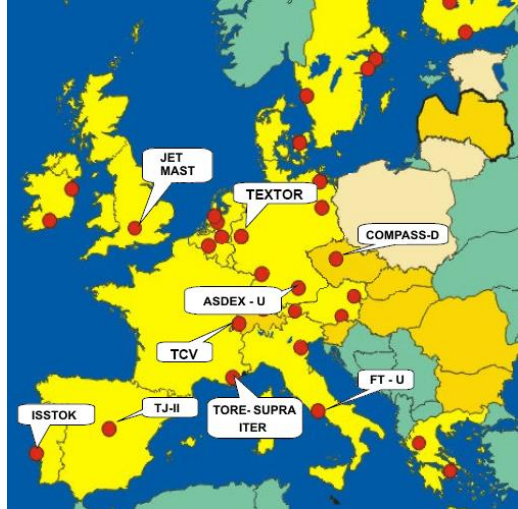 JET
MAST
TEXTOR
COMPASS-D
ASDEX - U
TCV
FT - U
TJ-II
TORE- SUPRA
ITER
ISSTOK